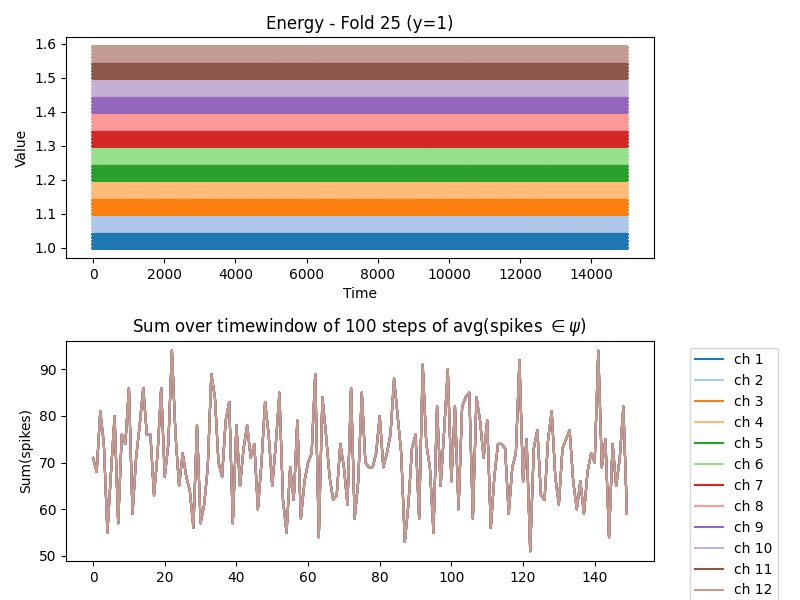 Energy - Fold 25 (y=1)
1.6
1.5
1.4
1.3
1.2
1.1
1.0
Value
0 2000 4000 6000 8000 10000 12000 14000
Time
Sum over timewindow of 100 steps of avg(spikes ∈ψ)
90
80
70
60
50
Sum(spikes)
0 20 40 60 80 100 120 140
ch 1
ch 2
ch 3
ch 4
ch 5
ch 6
ch 7
ch 8
ch 9
ch 10
ch 11
ch 12